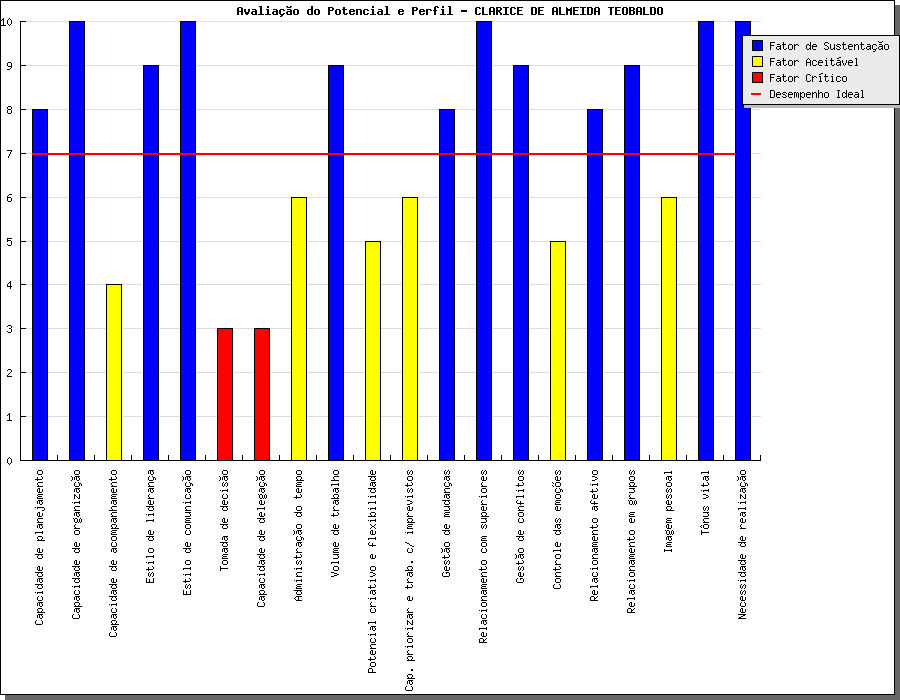 Avaliação do Potencial e Perfil - CLARICE DE ALMEIDA TEOBALDO
Fator de Sustentação
Fator Aceitável
Fator Crítico
Desempenho Ideal
10
9
8
7
6
5
4
3
2
1
0
Capacidade de planejamento
Capacidade de organização
Capacidade de acompanhamento
Estilo de liderança
Estilo de comunicação
Tomada de decisão
Capacidade de delegação
Administração do tempo
Volume de trabalho
Potencial criativo e flexibilidade
Cap. priorizar e trab. c/ imprevistos
Gestão de mudanças
Relacionamento com superiores
Gestão de conflitos
Controle das emoções
Relacionamento afetivo
Relacionamento em grupos
Imagem pessoal
Tônus vital
Necessidade de realização